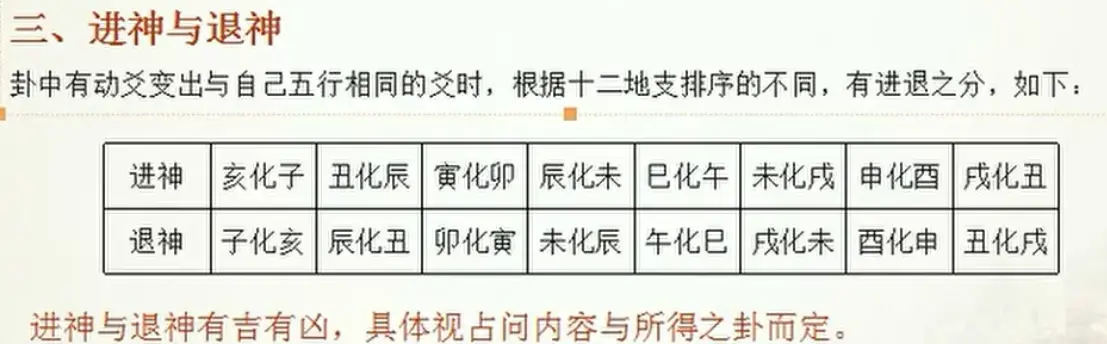 三、进神与退神
卦中有动爻变出与自己五行相同的爻时，根据十二地支排序的不同，有进退之分，如下：
进神 亥化子 丑化辰 寅化卯 辰化未 巳化午 未化戌 申化酉 戌化丑
退神 子化亥 辰化丑 卯化寅 未化辰 午化巳 戌化未 酉化申 丑化戌
进神与退神有吉有凶，具体视占问内容与所得之卦而定。